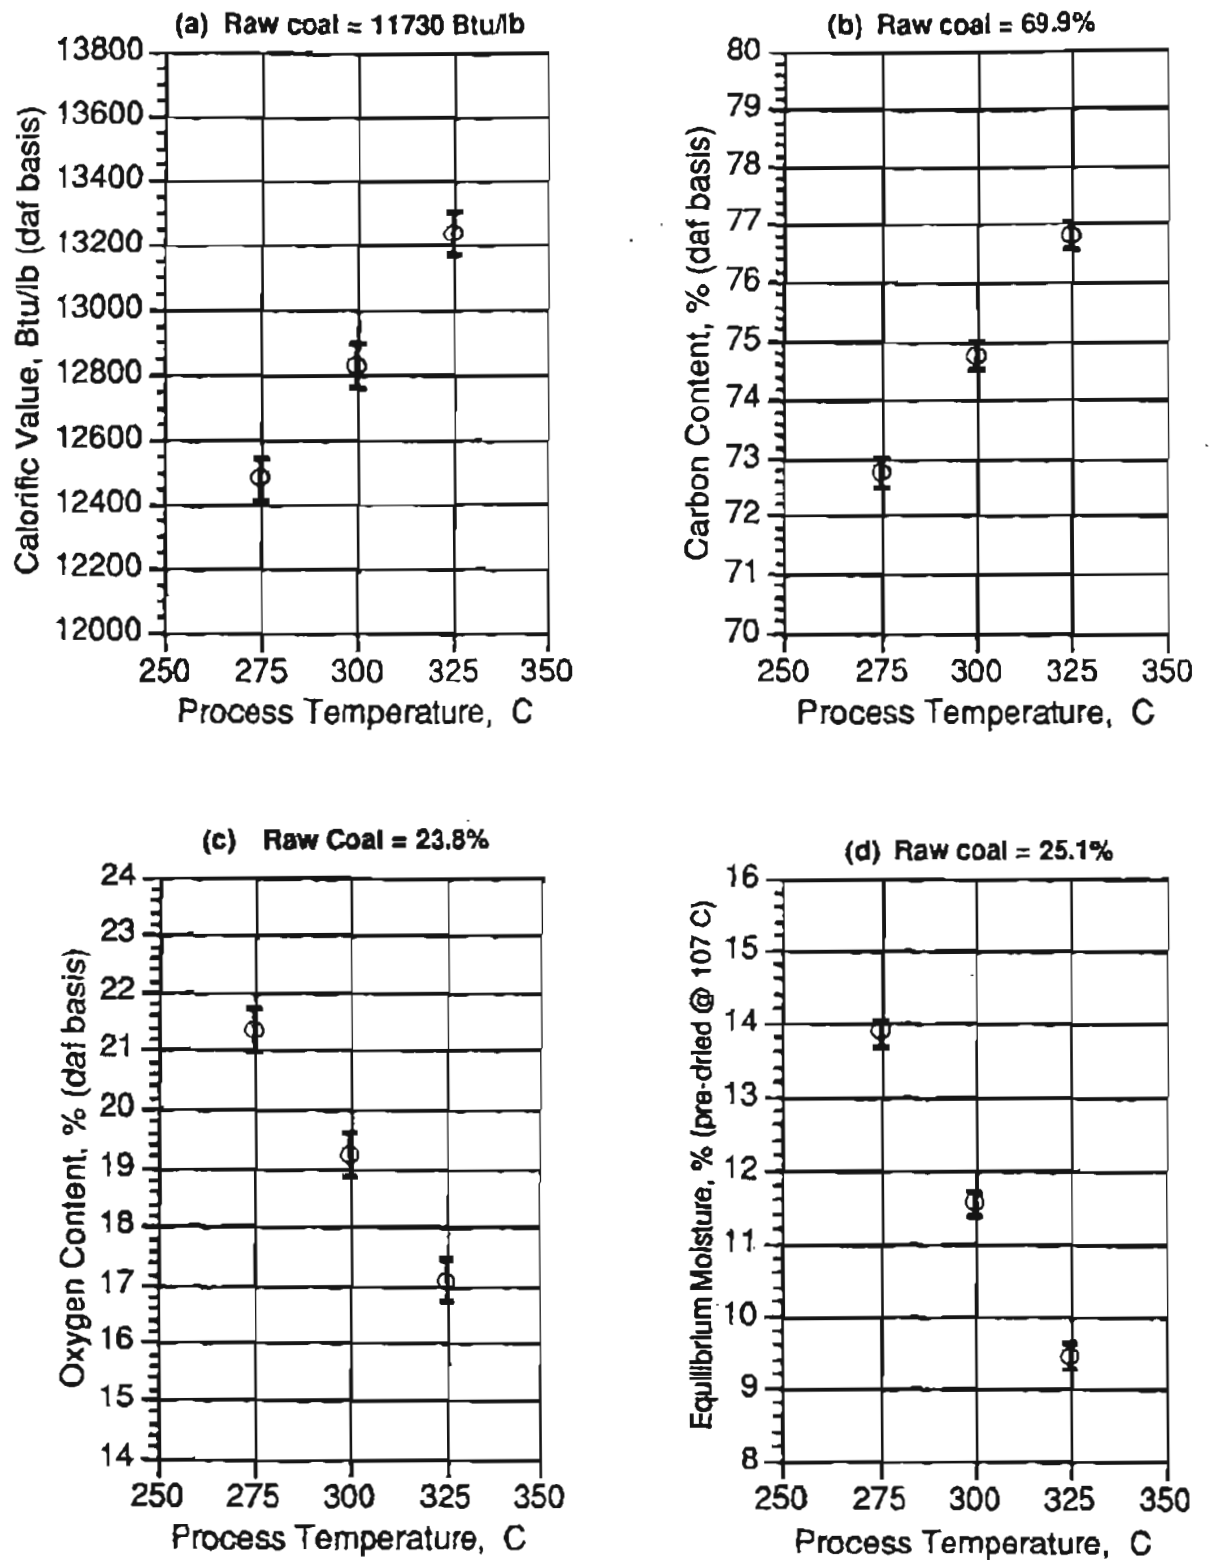 (a) Raw coal = 11730 Btu/lb
13800
13600
13400
13200
13000
12800
12600
12400
12200
12000
Calorific Value, Btu/lb (daf basis)
250 275 300 325 350
Process Temperature, C
(b) Raw coal = 69.9%
80
79
78
77
76
75
74
73
72
71
70
Carbon Content, % (daf basis)
250 275 300 325 350
Process Temperature, C
(c) Raw Coal = 23.8%
24
23
22
21
20
19
18
17
16
15
14
Oxygen Content, % (daf basis)
250 275 300 325 350
Process Temperature, C
(d) Raw coal = 25.1%
16
15
14
13
12
11
10
9
8
Equilibrium Moisture, % (pre-dried @ 107 C)
250 275 300 325 350
Process Temperature, C